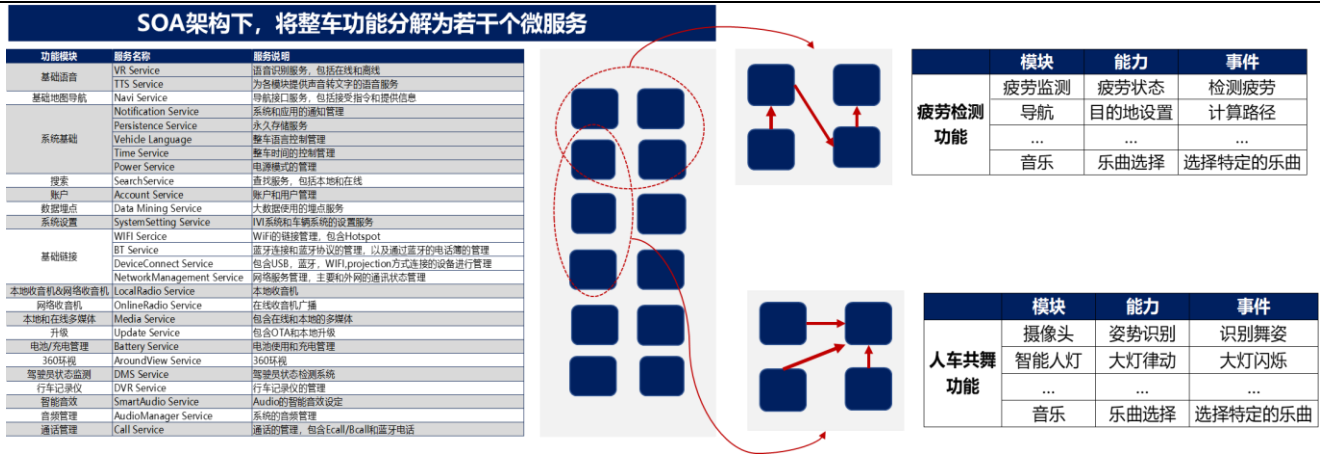 SOA架构下，将整车功能分解为若干个微服务
功能模块 服务名称 服务说明
基础语音 VR Service 语音识别服务，包括在线和离线
TTS Service 为各模块提供声音转文字的语音服务
基础地图导航 Navi Service 导航接口服务，包括接受指令和提供信息
系统基础 Notification Service 系统和应用的通知管理
Persistence Service 永久存储服务
Vehicle Language 整车语言控制管理
Time Service 整车时间的控制管理
Power Service 电源模式的管理
搜索 SearchService 查找服务，包括本地和在线
账户 Account Service 账户和用户管理
数据埋点 Data Mining Service 大数据使用的埋点服务
系统设置 SystemSetting Service IVI系统和车辆系统的设置服务
基础链接 WIFI Sercice WiFi的链接管理，包含Hotspot
BT Service 蓝牙连接和蓝牙协议的管理，以及通过蓝牙的电话簿的管理
DeviceConnect Service 包含USB，蓝牙，WIFI,projection方式连接的设备进行管理
NetworkManagement Service 网络服务管理，主要和外网的通讯状态管理
本地收音机&网络收音机 LocalRadio Service 本地收音机
网络收音机 OnlineRadio Service 在线收音机广播
本地和在线多媒体 Media Service 包含在线和本地的多媒体
升级 Update Service 包含OTA和本地升级
电池/充电管理 Battery Service 电池使用和充电管理
360环视 AroundView Service 360环视
驾驶员状态监测 DMS Service 驾驶员状态检测系统
行车记录仪 DVR Service 行车记录仪的管理
智能音效 SmartAudio Service Audio的智能音效设定
音频管理 AudioManager Service 系统的音频管理
通话管理 Call Service 通话的管理，包含Ecall/Bcall和蓝牙电话
模块 能力 事件
疲劳检测功能 疲劳监测 疲劳状态 检测疲劳
导航 目的地设置 计算路径
... ... ...
音乐 乐曲选择 选择特定的乐曲
模块 能力 事件
人车共舞功能 摄像头 姿势识别 识别舞姿
智能人灯 大灯律动 大灯闪烁
... ... ...
音乐 乐曲选择 选择特定的乐曲